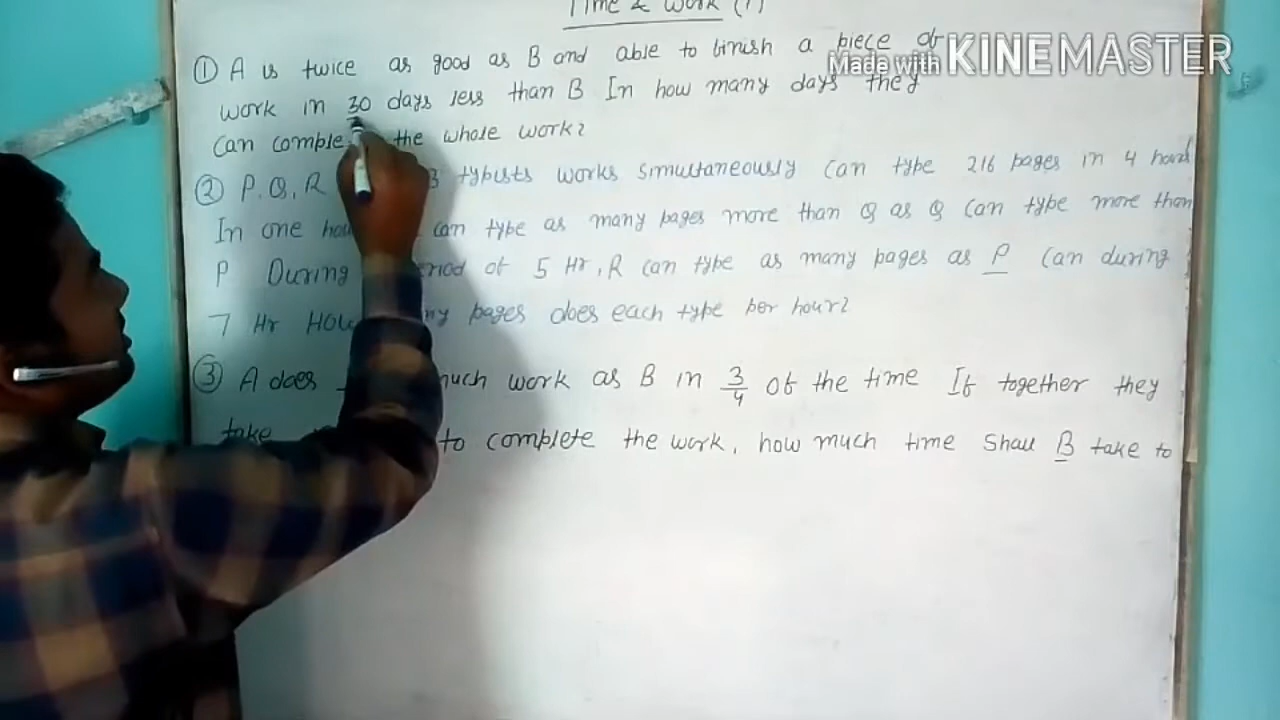 Time & Work (1)
① A is twice as good as B and able to finish a piece of
Made with KINEMASTER
work in 30 days less than B In how many days they
can comple the whole work?
② P. Q, R 3 typists works simultaneously can type 216 pages in 4 hours
In one can type as many pages more than Q as Q can type more than
P During of 5 Hr, R can type as many pages as P can during
7 Hr pages does each type per hour?
③ A does much work as B in 3/4 of the time If together they
take to complete the work, how much time shall B take to